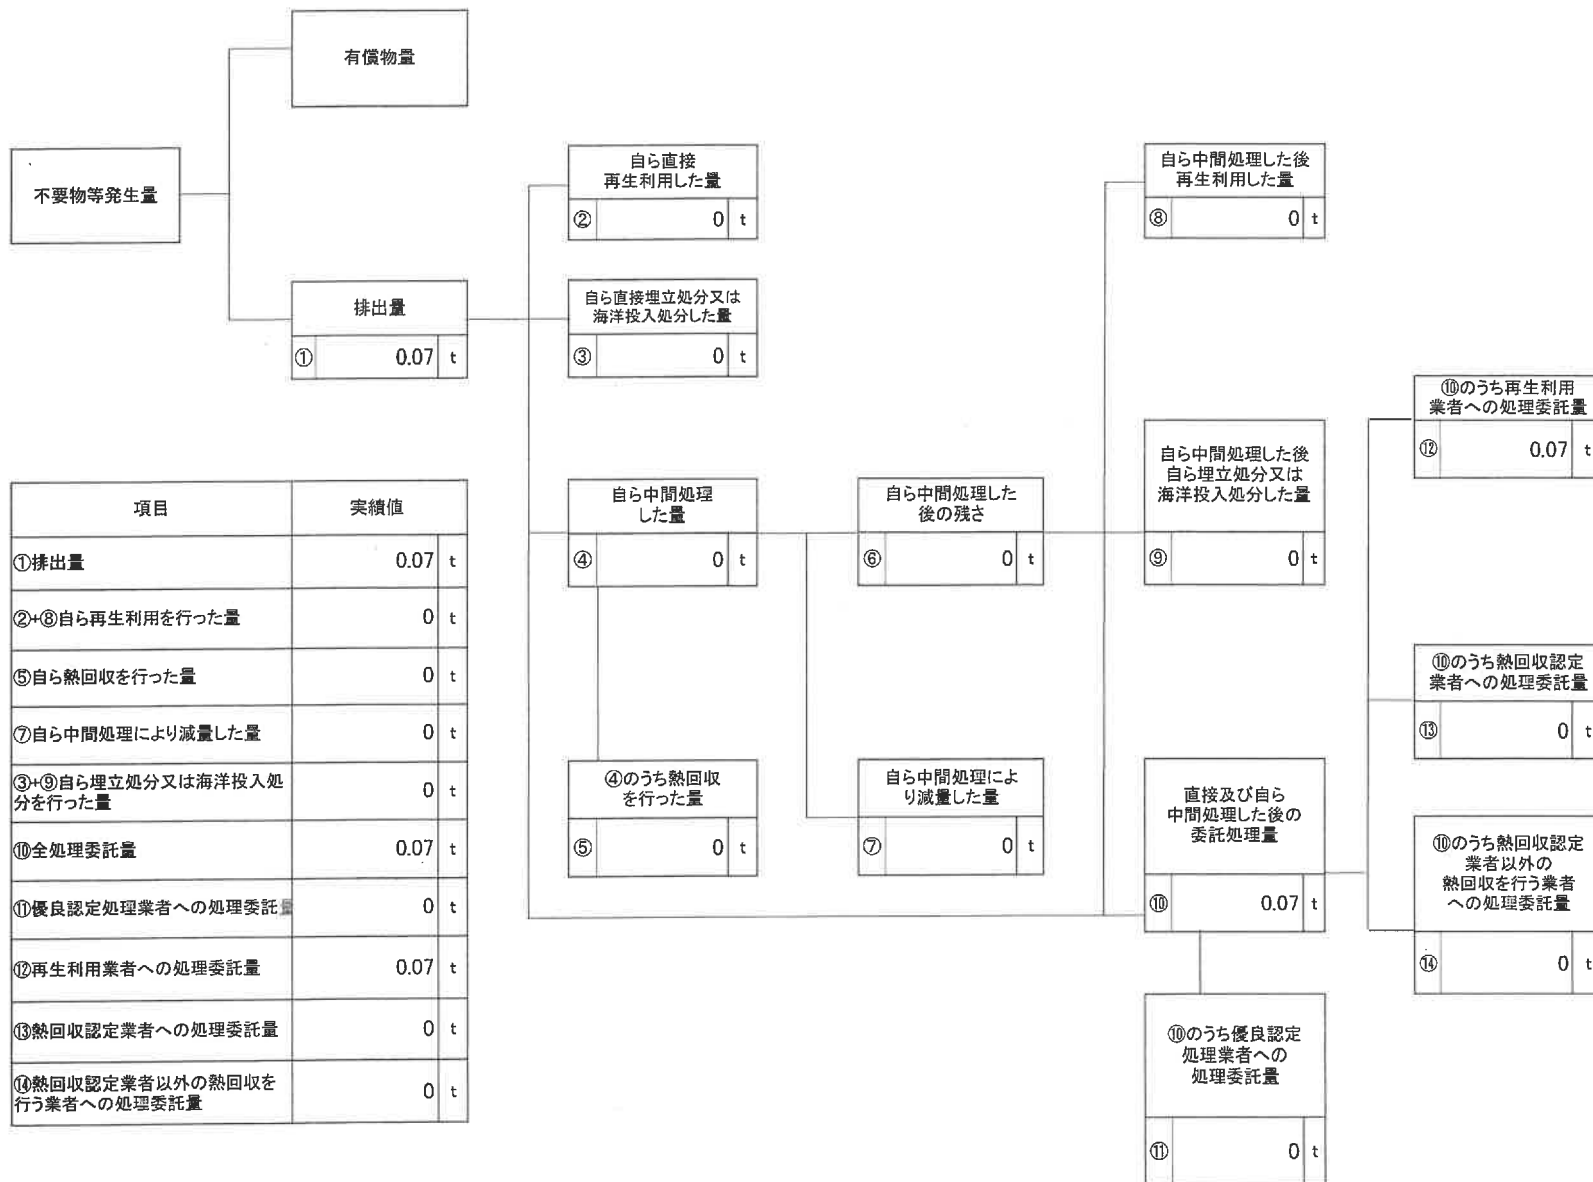 有償物量
不要物等発生量
排出量
① 0.07 t
自ら直接
再生利用した量
② 0 t
自ら直接埋立処分又は
海洋投入処分した量
③ 0 t
自ら中間処理
した量
④ 0 t
④のうち熱回収
を行った量
⑤ 0 t
自ら中間処理した
後の残さ
⑥ 0 t
自ら中間処理によ
り減量した量
⑦ 0 t
自ら中間処理した後
再生利用した量
⑧ 0 t
自ら中間処理した後
自ら埋立処分又は
海洋投入処分した量
⑨ 0 t
直接及び自ら
中間処理した後の
委託処理量
⑩ 0.07 t
⑩のうち優良認定
処理業者への
処理委託量
⑪ 0 t
⑩のうち再生利用
業者への処理委託量
⑫ 0.07 t
⑩のうち熱回収認定
業者への処理委託量
⑬ 0 t
⑩のうち熱回収認定
業者以外の
熱回収を行う業者
への処理委託量
⑭ 0 t
項目 実績値
①排出量 0.07 t
②+⑧自ら再生利用を行った量 0 t
⑤自ら熱回収を行った量 0 t
⑦自ら中間処理により減量した量 0 t
③+⑨自ら埋立処分又は海洋投入処
分を行った量 0 t
⑩全処理委託量 0.07 t
⑪優良認定処理業者への処理委託量 0 t
⑫再生利用業者への処理委託量 0.07 t
⑬熱回収認定業者への処理委託量 0 t
⑭熱回収認定業者以外の熱回収を
行う業者への処理委託量 0 t